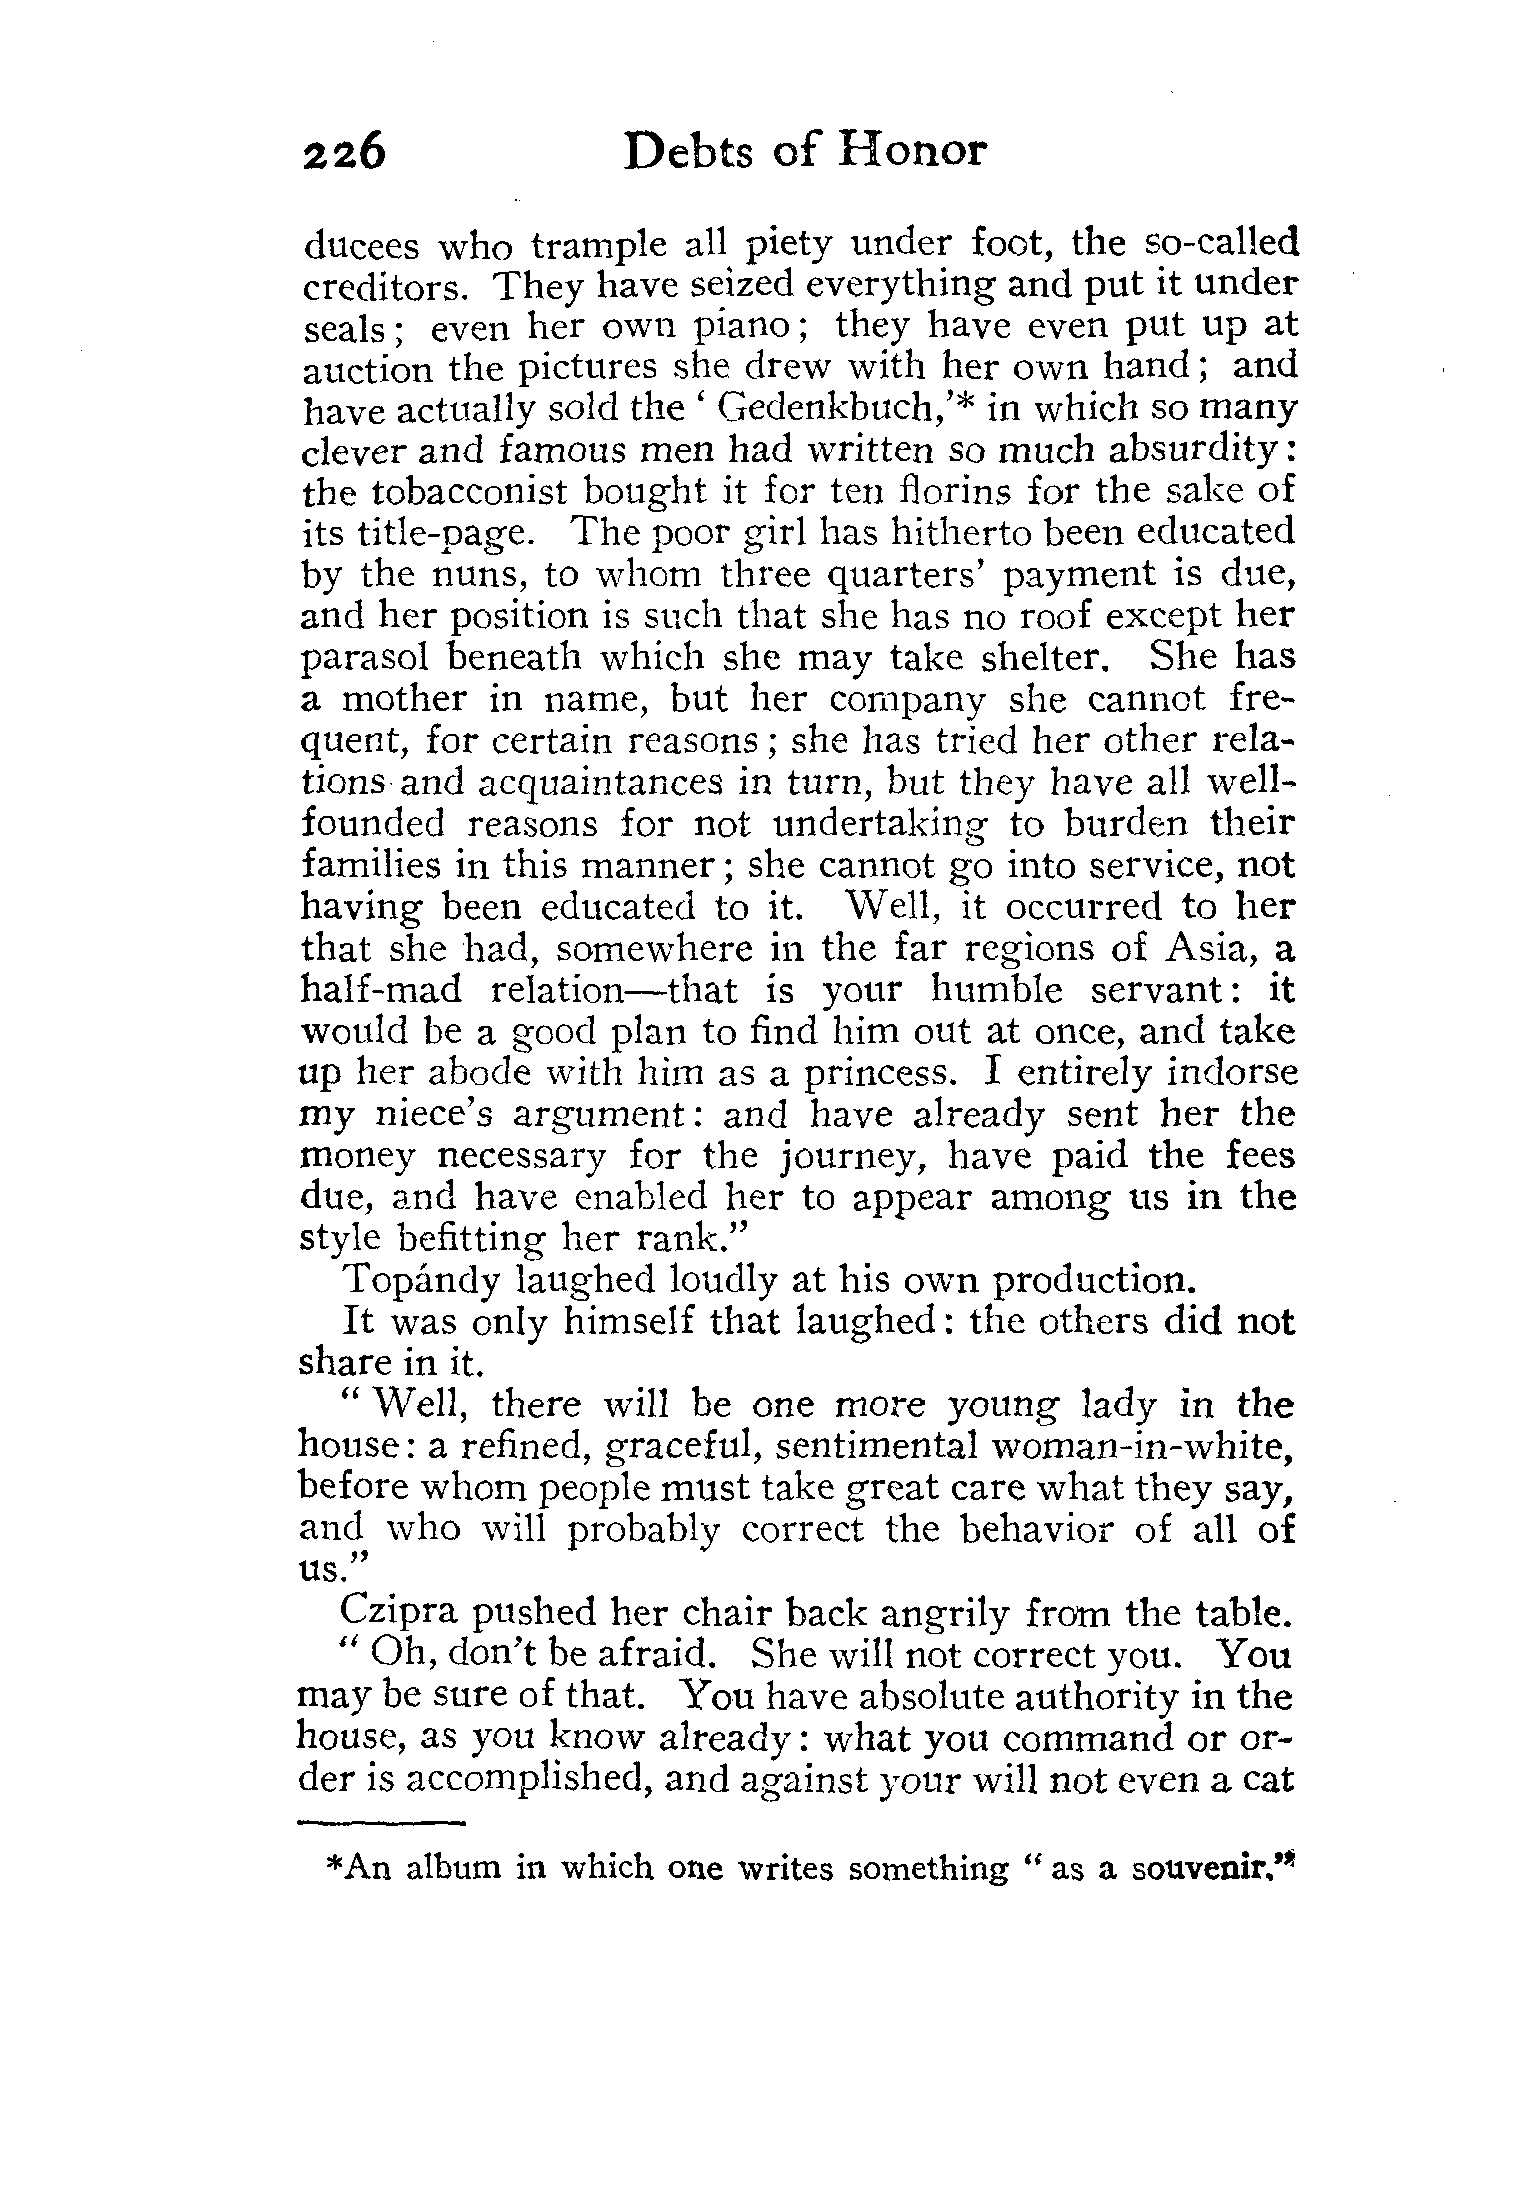 226 Debts of Honor
ducees who trample all piety under foot, the so-called
creditors. They have seized everything and put it under
seals; even her own piano; they have even put up at
auction the pictures she drew with her own hand; and
have actually sold the ‘ Gedenkbuch,’* in which so many
clever and famous men had written so much absurdity:
the tobacconist bought it for ten florins for the sake of
its title-page. The poor girl has hitherto been educated
by the nuns, to whom three quarters’ payment is due,
and her position is such that she has no roof except her
parasol beneath which she may take shelter. She has
a mother in name, but her company she cannot fre-
quent, for certain reasons; she has tried her other rela-
tions and acquaintances in turn, but they have all well-
founded reasons for not undertaking to burden their
families in this manner; she cannot go into service, not
having been educated to it. Well, it occurred to her
that she had, somewhere in the far regions of Asia, a
half-mad relation—that is your humble servant: it
would be a good plan to find him out at once, and take
up her abode with him as a princess. I entirely indorse
my niece’s argument: and have already sent her the
money necessary for the journey, have paid the fees
due, and have enabled her to appear among us in the
style befitting her rank.”
Topándy laughed loudly at his own production.
It was only himself that laughed: the others did not
share in it.
“ Well, there will be one more young lady in the
house: a refined, graceful, sentimental woman-in-white,
before whom people must take great care what they say,
and who will probably correct the behavior of all of
us.”
Czipra pushed her chair back angrily from the table.
“ Oh, don’t be afraid. She will not correct you. You
may be sure of that. You have absolute authority in the
house, as you know already: what you command or or-
der is accomplished, and against your will not even a cat
*An album in which one writes something “ as a souvenir.”